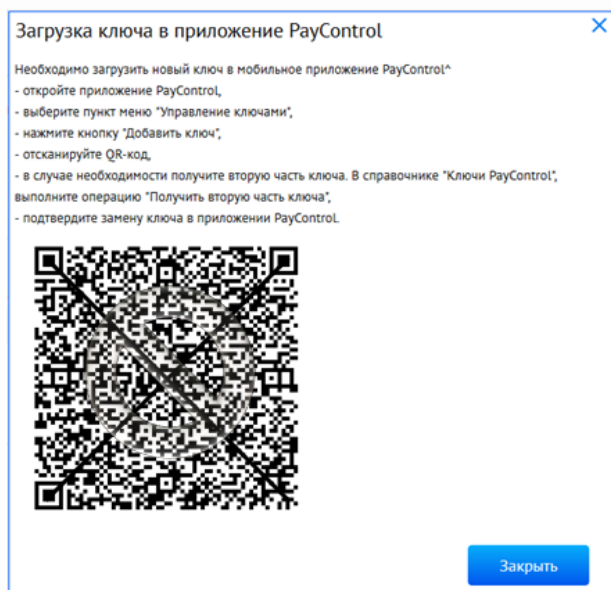 Загрузка ключа в приложение PayControl
Необходимо загрузить новый ключ в мобильное приложение PayControl^
- откройте приложение PayControl,
- выберите пункт меню "Управление ключами",
- нажмите кнопку "Добавить ключ",
- отсканируйте QR-код,
- в случае необходимости получите вторую часть ключа. В справочнике "Ключи PayControl",
выполните операцию "Получить вторую часть ключа",
- подтвердите замену ключа в приложении PayControl.
Закрыть